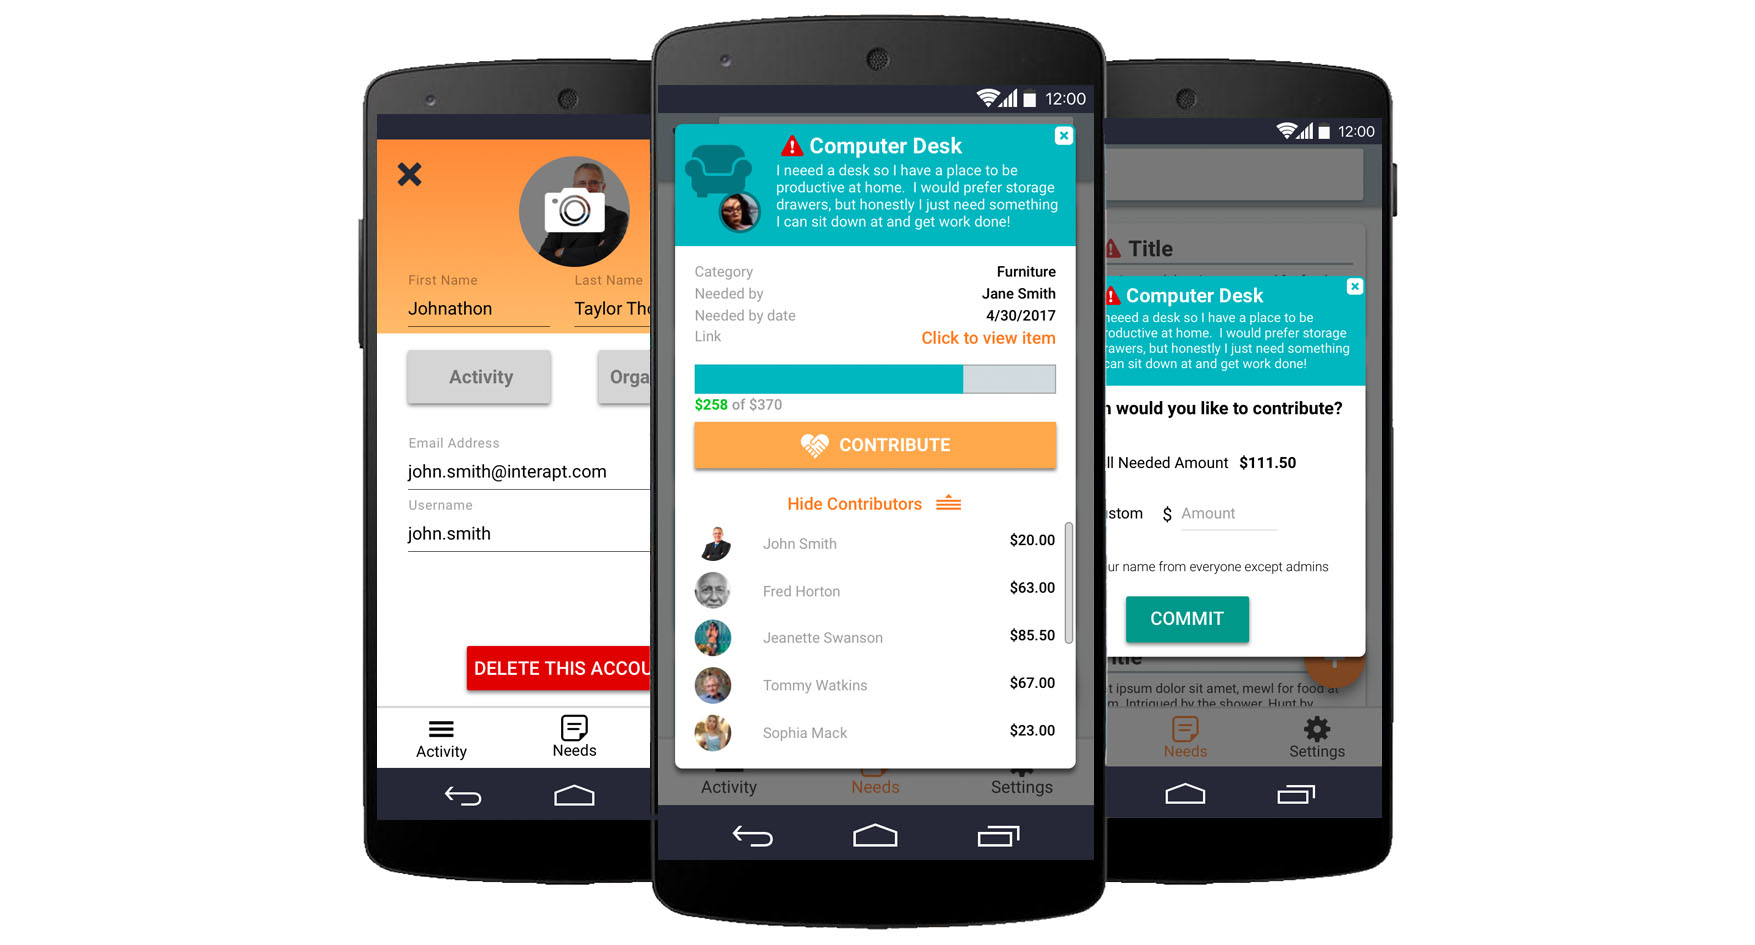 First Name
Last Name
Johnathon
Taylor Tho
Activity
Orga
Email Address
john.smith@interapt.com
Username
john.smith
DELETE THIS ACCOU
Activity
Needs
12:00
Computer Desk
I neeed a desk so I have a place to be
productive at home. I would prefer storage
drawers, but honestly I just need something
I can sit down at and get work done!
Category Furniture
Needed by Jane Smith
Needed by date 4/30/2017
Link Click to view item
$258 of $370
CONTRIBUTE
Hide Contributors
John Smith $20.00
Fred Horton $63.00
Jeanette Swanson $85.50
Tommy Watkins $67.00
Sophia Mack $23.00
Activity
Needs
Settings
12:00
Title
Computer Desk
neeed a desk so I have a place to be
roductive at home. I would prefer storage
rawers, but honestly I just need something
can sit down at and get work done!
would you like to contribute?
ll Needed Amount $111.50
stom $ Amount
ur name from everyone except admins
COMMIT
itle
t ipsum dolor sit amet, mewl for food at
m. Intrigued by the shower. Hunt by
Needs
Settings